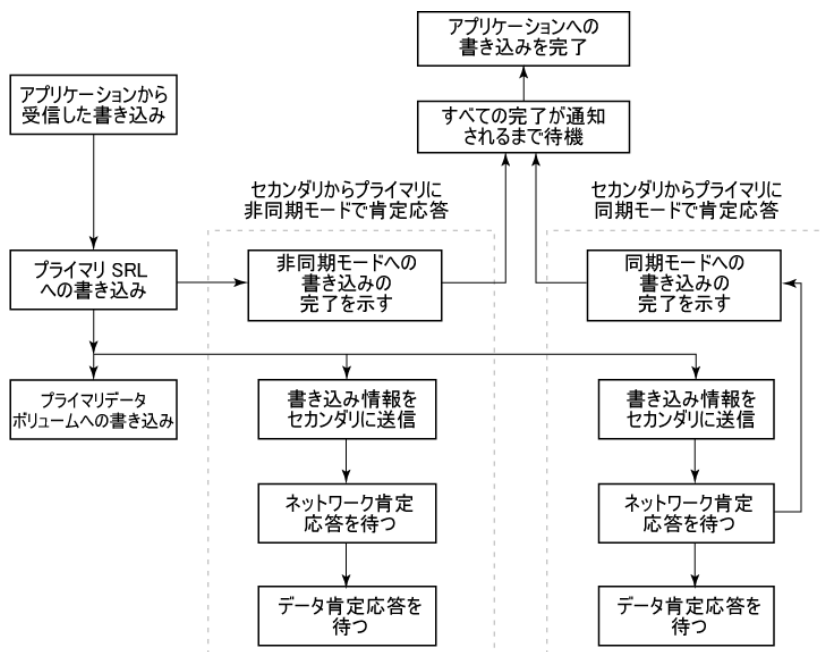 アプリケーションへの
書き込みを完了
アプリケーションから
受信した書き込み
すべての完了が通知
されるまで待機
セカンダリからプライマリに
非同期モードで肯定応答
セカンダリからプライマリに
同期モードで肯定応答
プライマリ SRL
への書き込み
非同期モードへの
書き込みの
完了を示す
同期モードへの
書き込みの
完了を示す
プライマリデータ
ボリュームへの書き込み
書き込み情報を
セカンダリに送信
書き込み情報を
セカンダリに送信
ネットワーク肯定
応答を待つ
ネットワーク肯定
応答を待つ
データ肯定応答を
待つ
データ肯定応答を
待つ